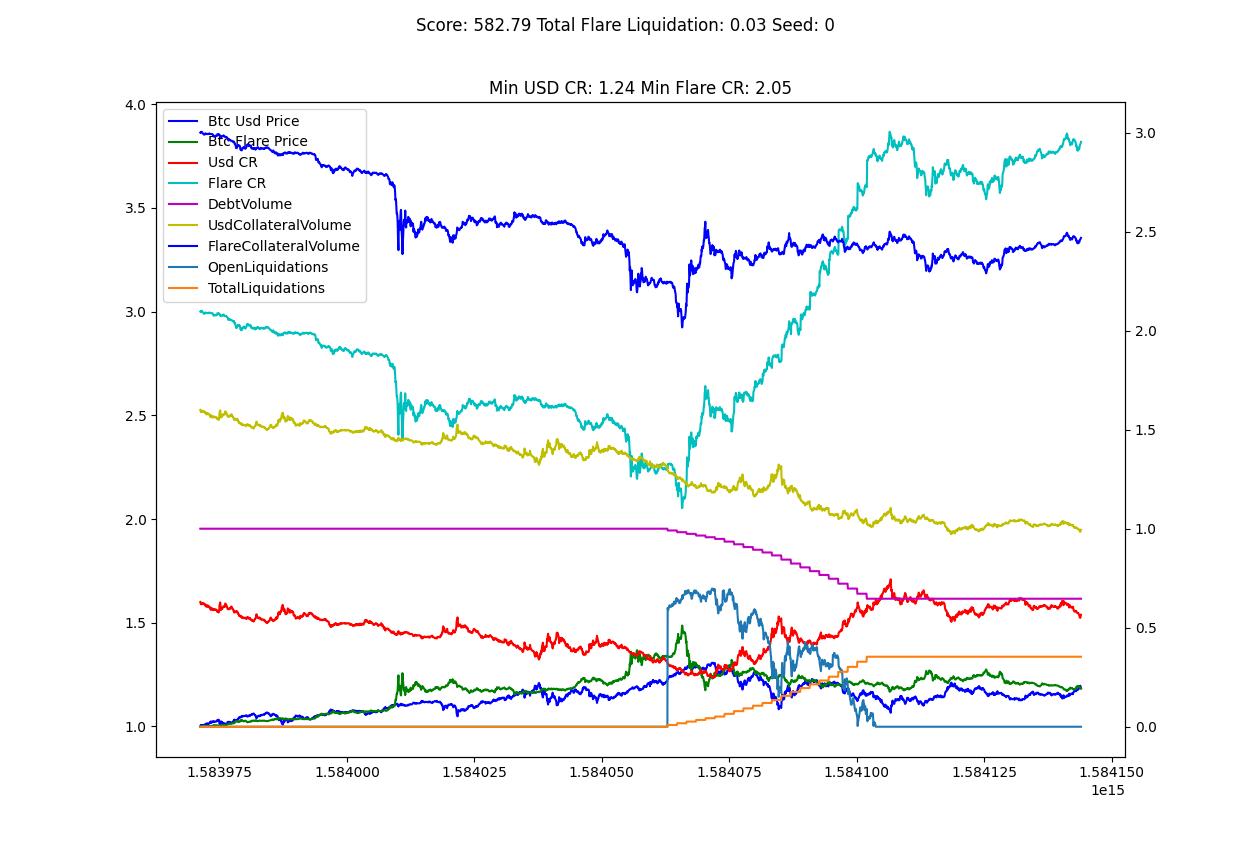 Score: 582.79 Total Flare Liquidation: 0.03 Seed: 0
Min USD CR: 1.24 Min Flare CR: 2.05
4.0
3.5
3.0
2.5
2.0
1.5
1.0
Btc Usd Price
Btc Flare Price
Usd CR
Flare CR
DebtVolume
UsdCollateralVolume
FlareCollateralVolume
OpenLiquidations
TotalLiquidations
3.0
2.5
2.0
1.5
1.0
0.5
0.0
1.583975 1.584000 1.584025 1.584050 1.584075 1.584100 1.584125 1.584150
1e15